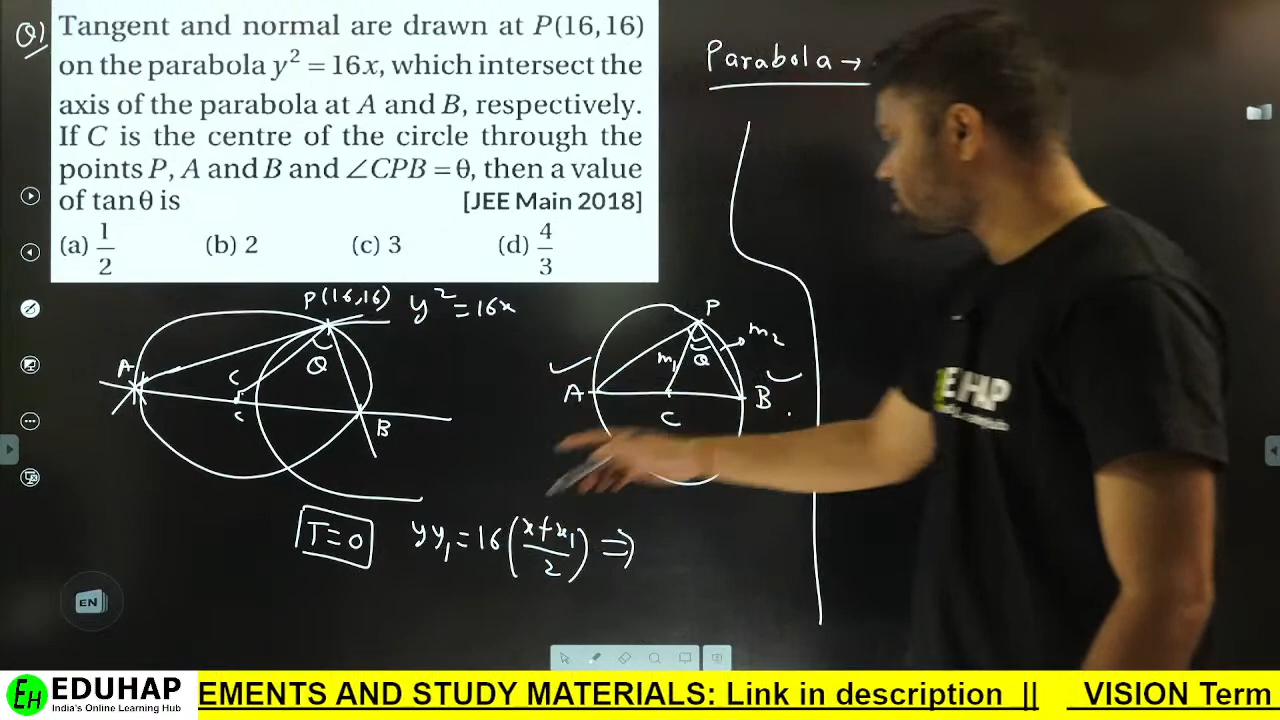 Q)
Tangent and normal are drawn at P(16,16)
on the parabola y² = 16x, which intersect the
axis of the parabola at A and B, respectively.
If C is the centre of the circle through the
points P, A and B and ∠CPB = θ, then a value
of tan θ is [JEE Main 2018]
(a) 1/2 (b) 2 (c) 3 (d) 4/3
Parabola →
P(16,16) y² = 16x
A
C
C
θ
B
P
m₁
m₂
θ
A
B
C
T=0 yy₁ = 16(x+x₁/2) ⇒
EN
EH EDUHAP
India's Online Learning Hub
EMENTS AND STUDY MATERIALS: Link in description || VISION Term